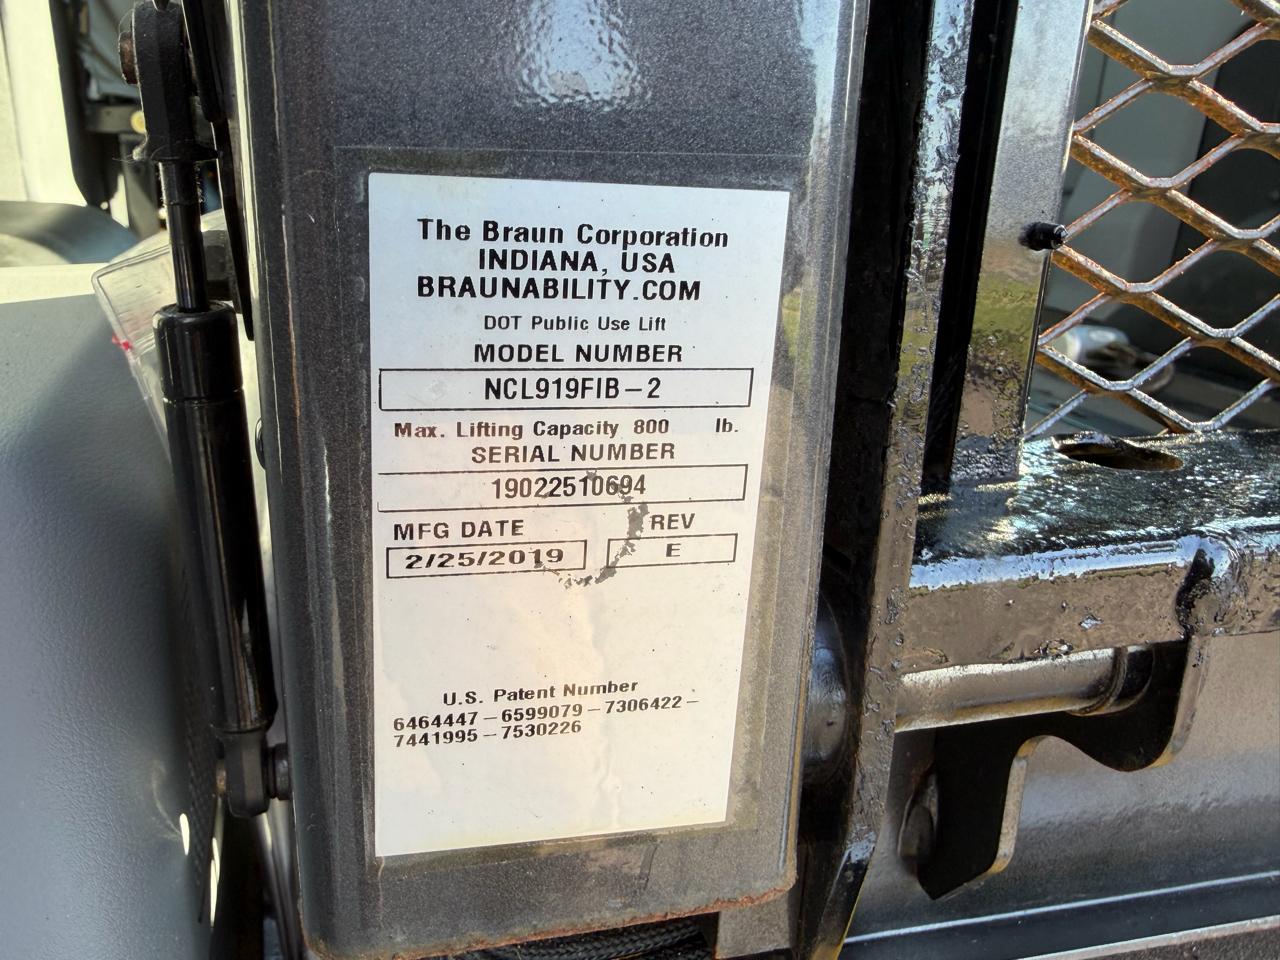 The Braun Corporation
INDIANA, USA
BRAUNABILITY.COM
DOT Public Use Lift
MODEL NUMBER
NCL919FIB-2
Max. Lifting Capacity 800 lb.
SERIAL NUMBER
19022510694
MFG DATE REV
2/25/2019 E
U.S. Patent Number
6464447-6599079-7306422-
7441995-7530226